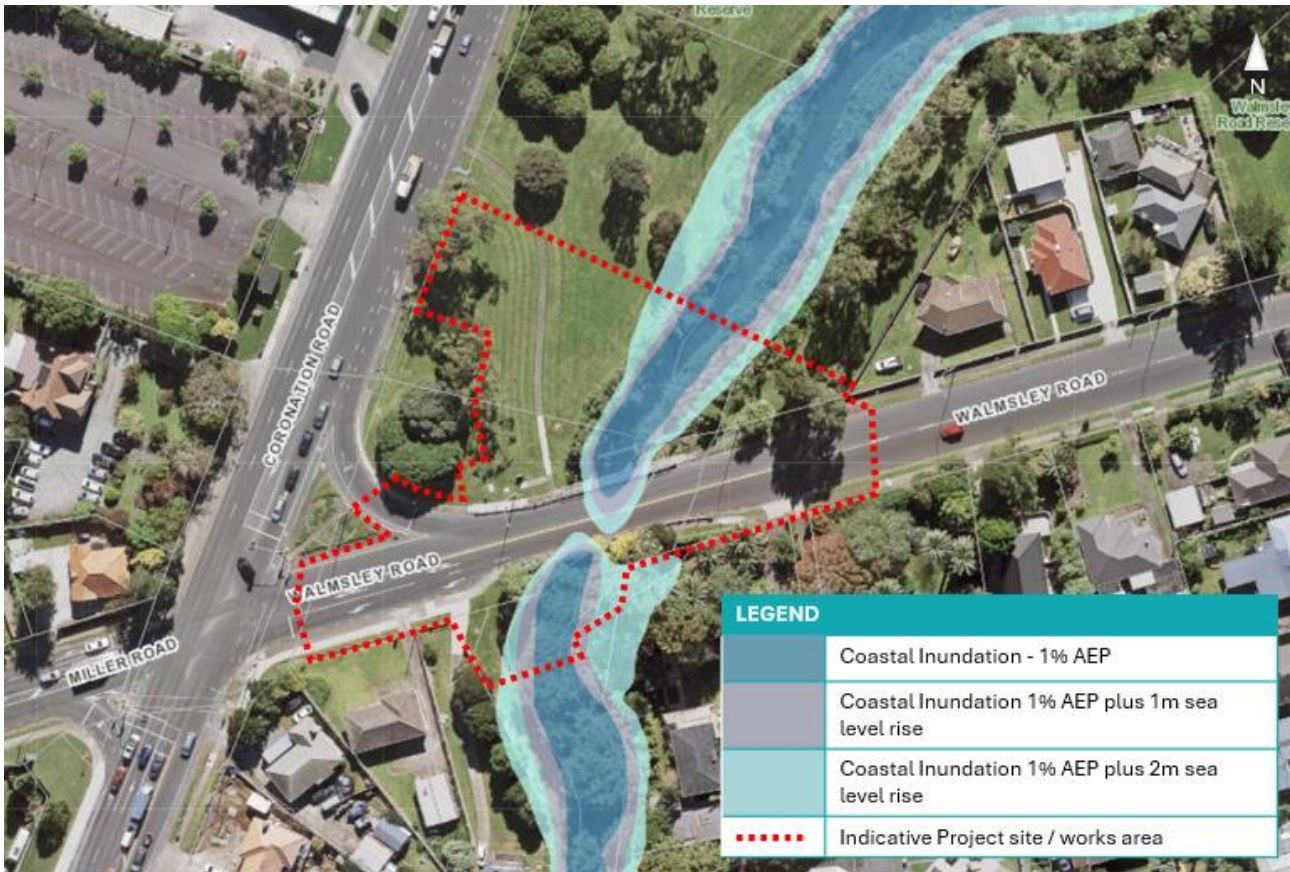 Reserve
N
Walmsley
Road Rese
CORONATION ROAD
WALMSLEY ROAD
WALMSLEY ROAD
MILLER ROAD
LEGEND
Coastal Inundation - 1% AEP
Coastal Inundation 1% AEP plus 1m sea
level rise
Coastal Inundation 1% AEP plus 2m sea
level rise
Indicative Project site / works area